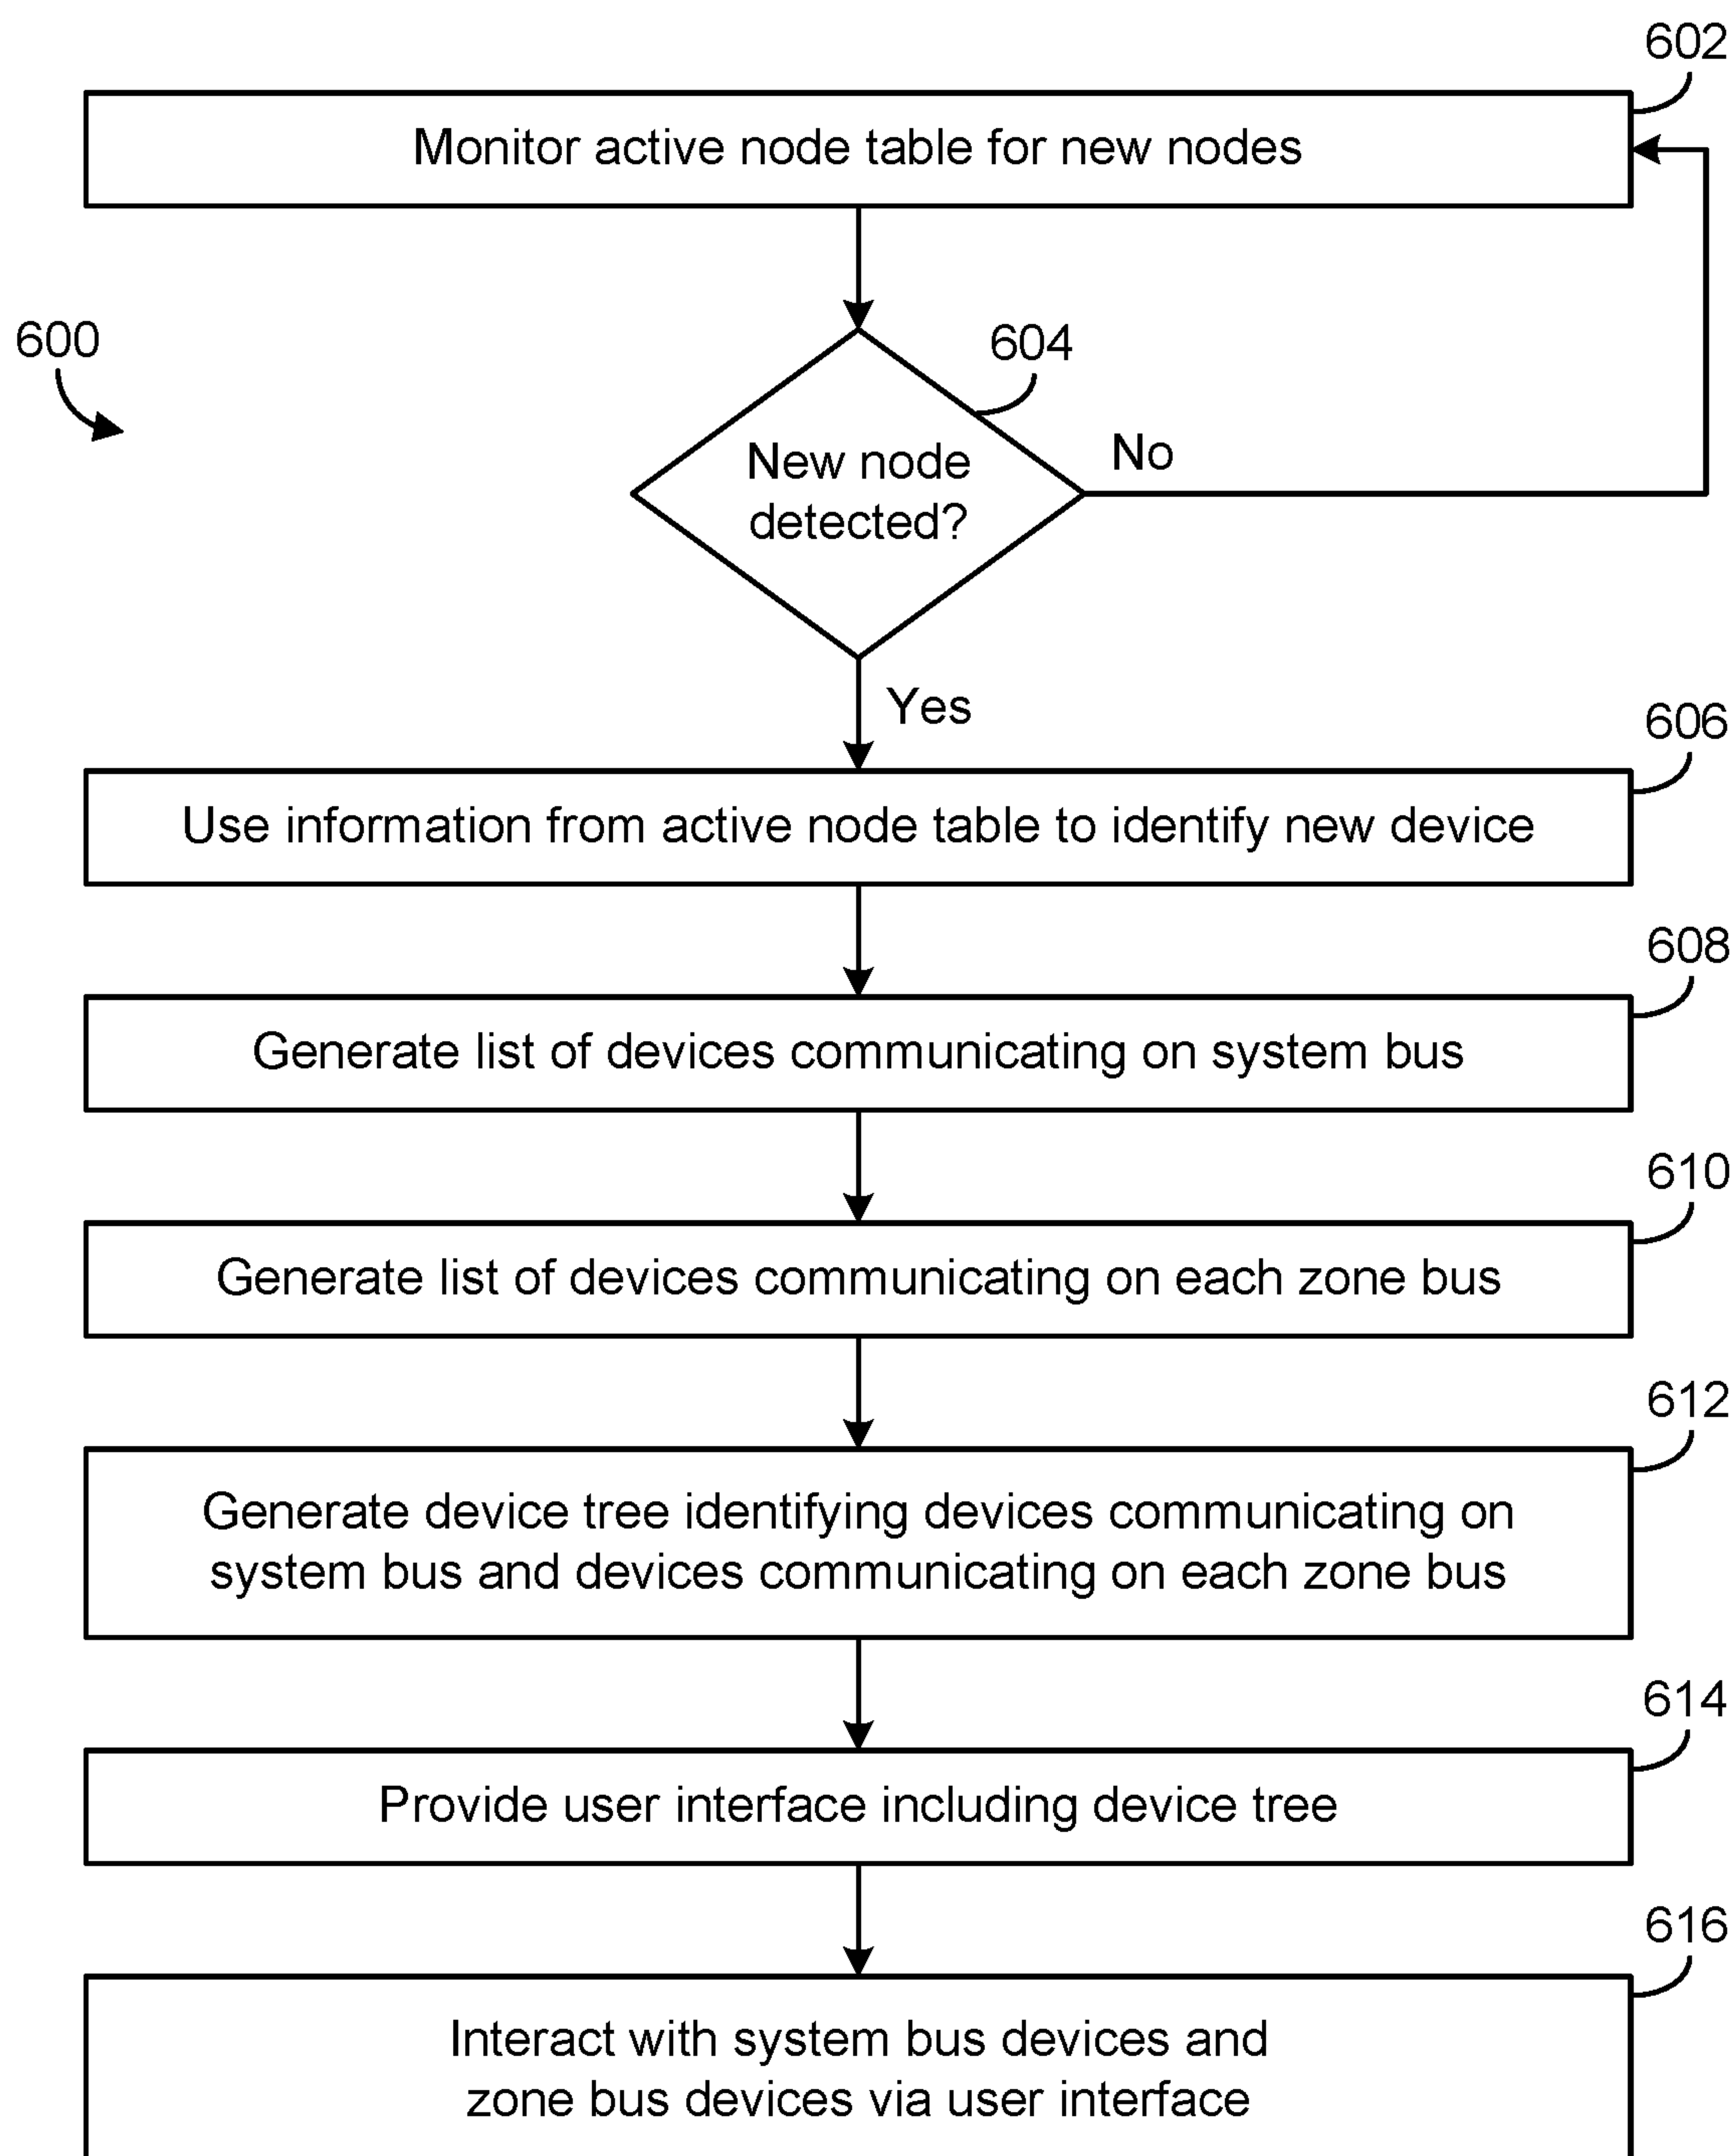 602
Monitor active node table for new nodes
600
604
New node
detected?
No
Yes
606
Use information from active node table to identify new device
608
Generate list of devices communicating on system bus
610
Generate list of devices communicating on each zone bus
612
Generate device tree identifying devices communicating on
system bus and devices communicating on each zone bus
614
Provide user interface including device tree
616
Interact with system bus devices and
zone bus devices via user interface